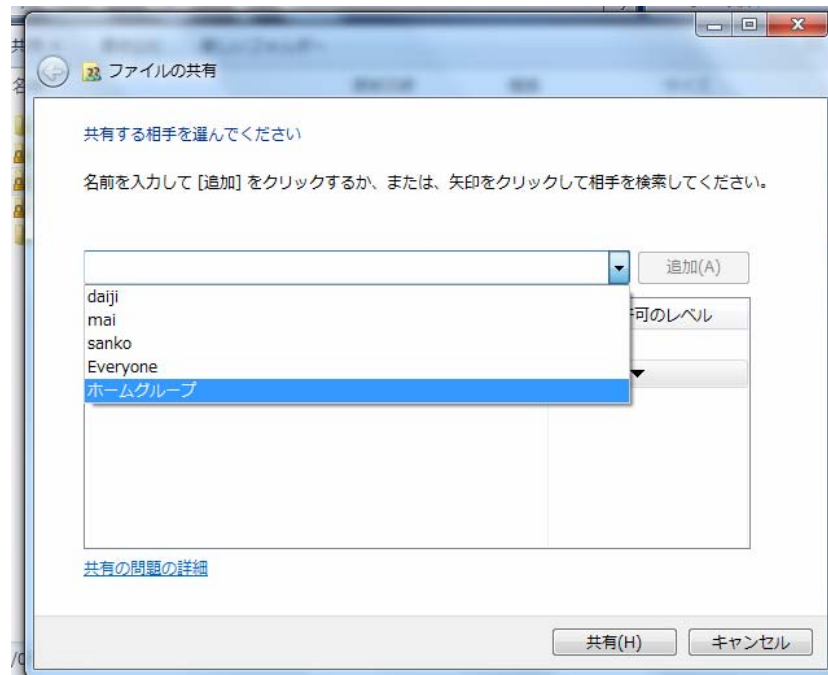 ファイルの共有
共有する相手を選んでください
名前を入力して [追加] をクリックするか、または、矢印をクリックして相手を検索してください。
追加(A)
daiji
mai
sanko
Everyone
ホームグループ
可のレベル
共有の問題の詳細
共有(H)
キャンセル